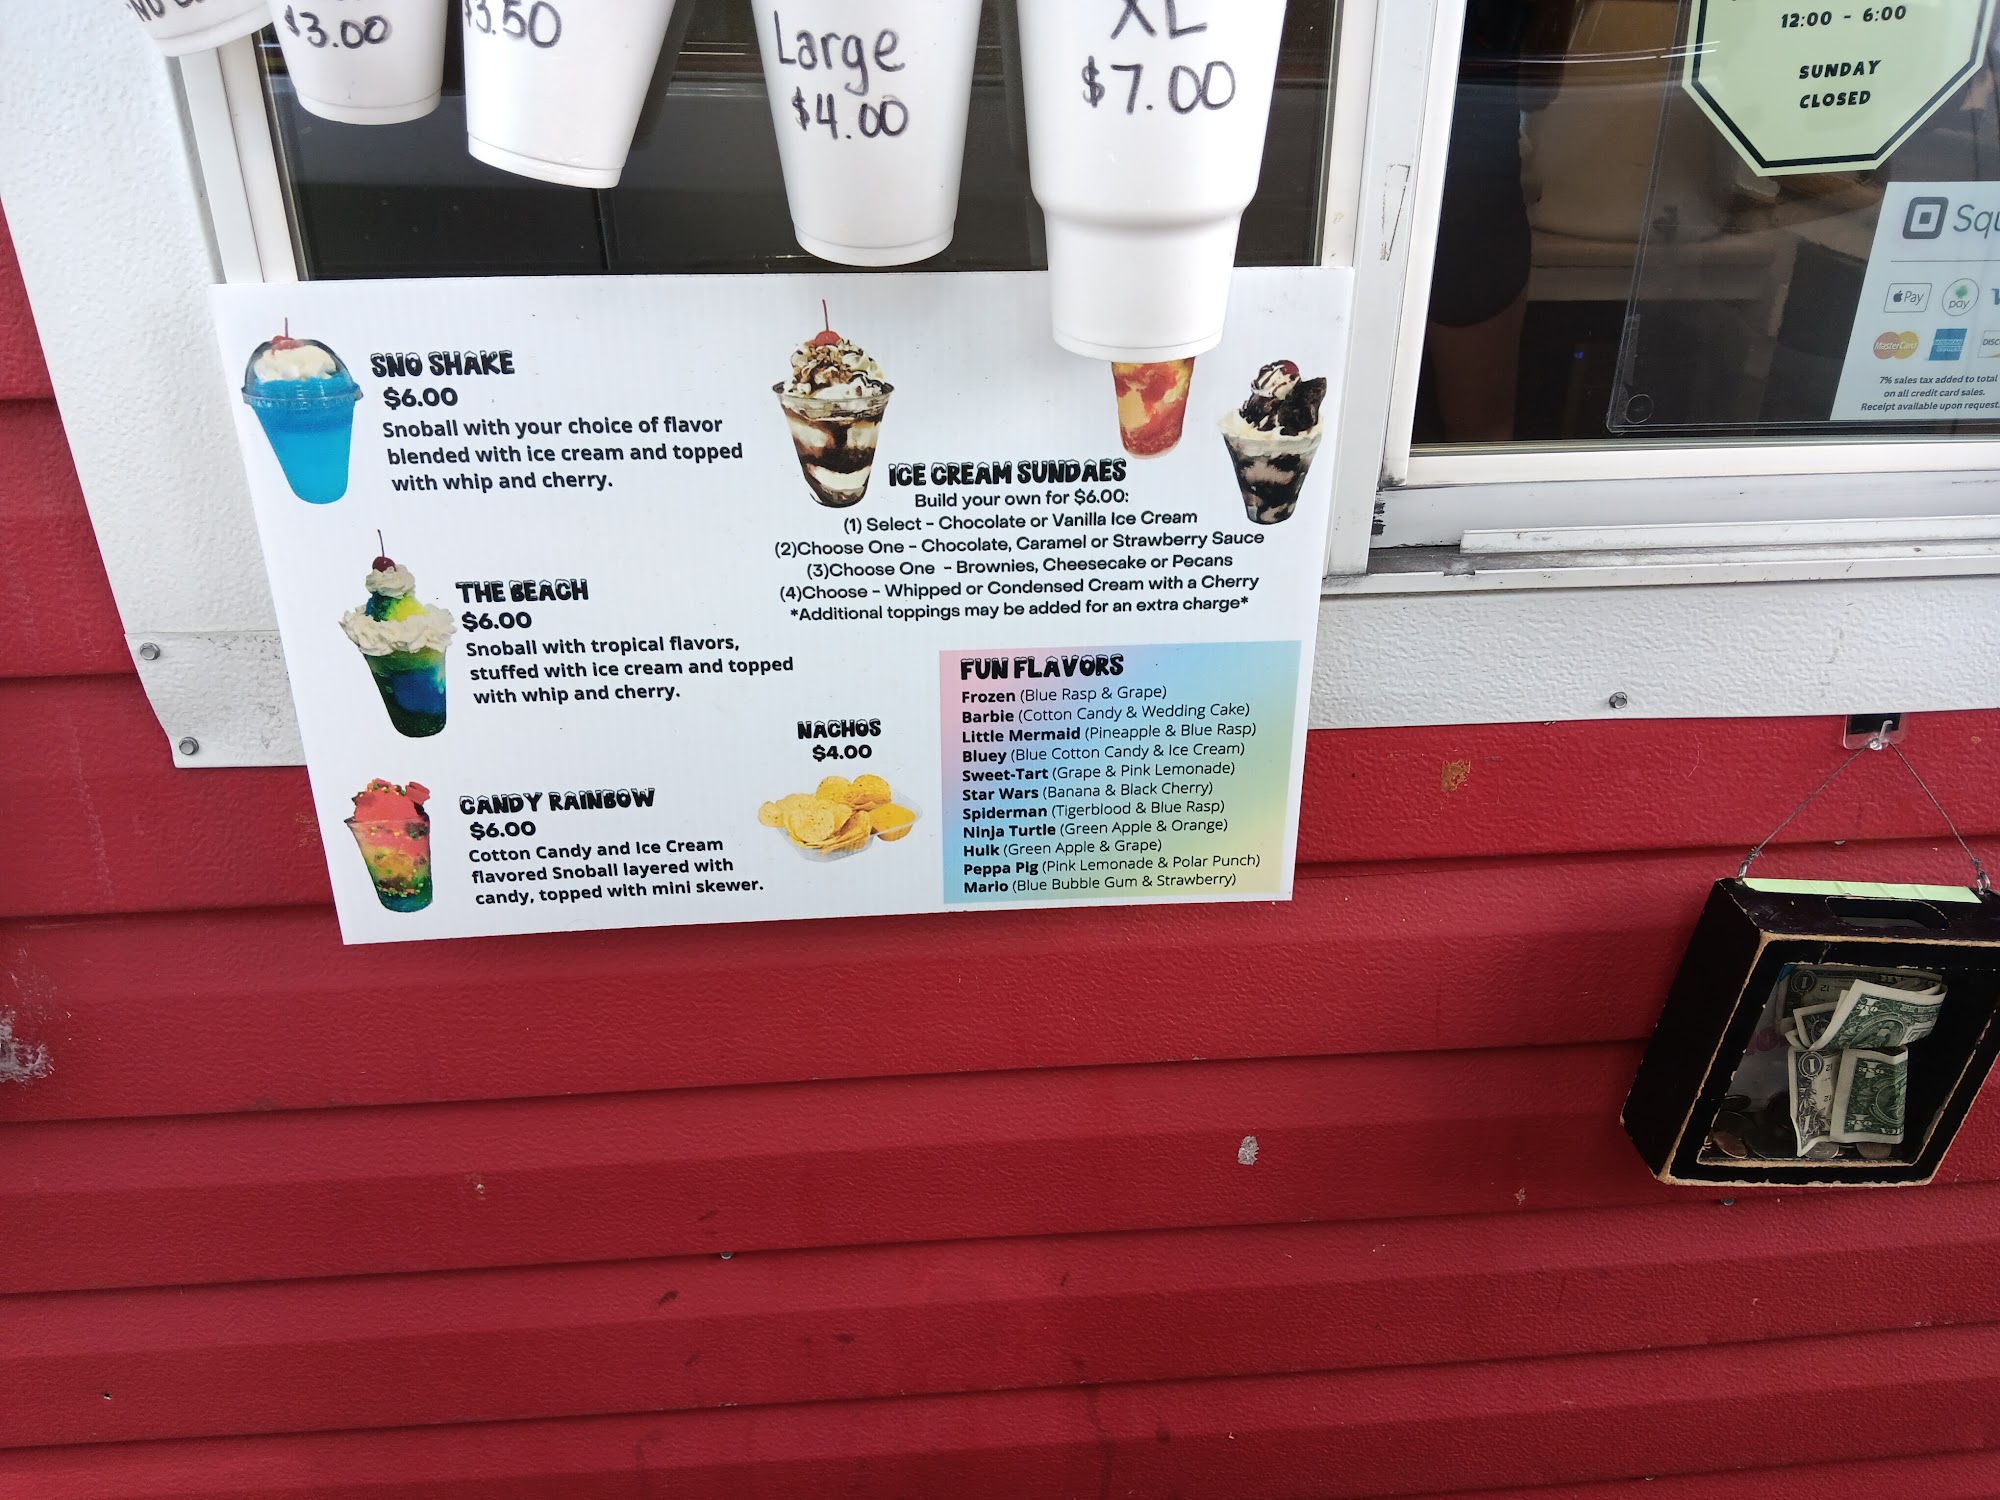 $3.00
$3.50
Large
$4.00
XL
$7.00
12:00 - 6:00
SUNDAY
CLOSED
Pay
pay
MasterCard
7% sales tax added to total
on all credit card sales.
Receipt available upon request.
SNO SHAKE
$6.00
Snoball with your choice of flavor
blended with ice cream and topped
with whip and cherry.
THE BEACH
$6.00
Snoball with tropical flavors,
stuffed with ice cream and topped
with whip and cherry.
CANDY RAINBOW
$6.00
Cotton Candy and Ice Cream
flavored Snoball layered with
candy, topped with mini skewer.
ICE CREAM SUNDAES
Build your own for $6.00:
(1) Select - Chocolate or Vanilla Ice Cream
(2)Choose One - Chocolate, Caramel or Strawberry Sauce
(3)Choose One - Brownies, Cheesecake or Pecans
(4)Choose - Whipped or Condensed Cream with a Cherry
*Additional toppings may be added for an extra charge*
NACHOS
$4.00
FUN FLAVORS
Frozen (Blue Rasp & Grape)
Barbie (Cotton Candy & Wedding Cake)
Little Mermaid (Pineapple & Blue Rasp)
Bluey (Blue Cotton Candy & Ice Cream)
Sweet-Tart (Grape & Pink Lemonade)
Star Wars (Banana & Black Cherry)
Spiderman (Tigerblood & Blue Rasp)
Ninja Turtle (Green Apple & Orange)
Hulk (Green Apple & Grape)
Peppa Pig (Pink Lemonade & Polar Punch)
Mario (Blue Bubble Gum & Strawberry)